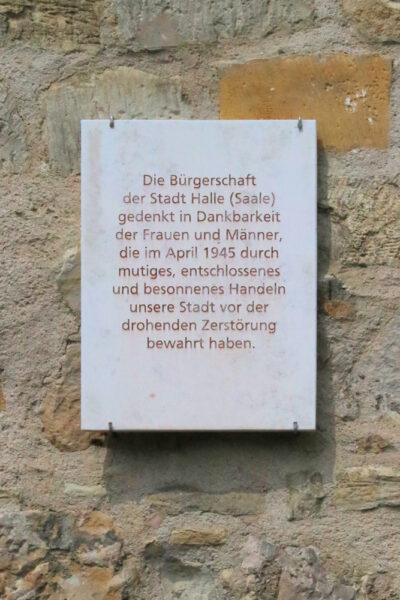 Die Bürgerschaft
der Stadt Halle (Saale)
gedenkt in Dankbarkeit
der Frauen und Männer,
die im April 1945 durch
mutiges, entschlossenes
und besonnenes Handeln
unsere Stadt vor der
drohenden Zerstörung
bewahrt haben.